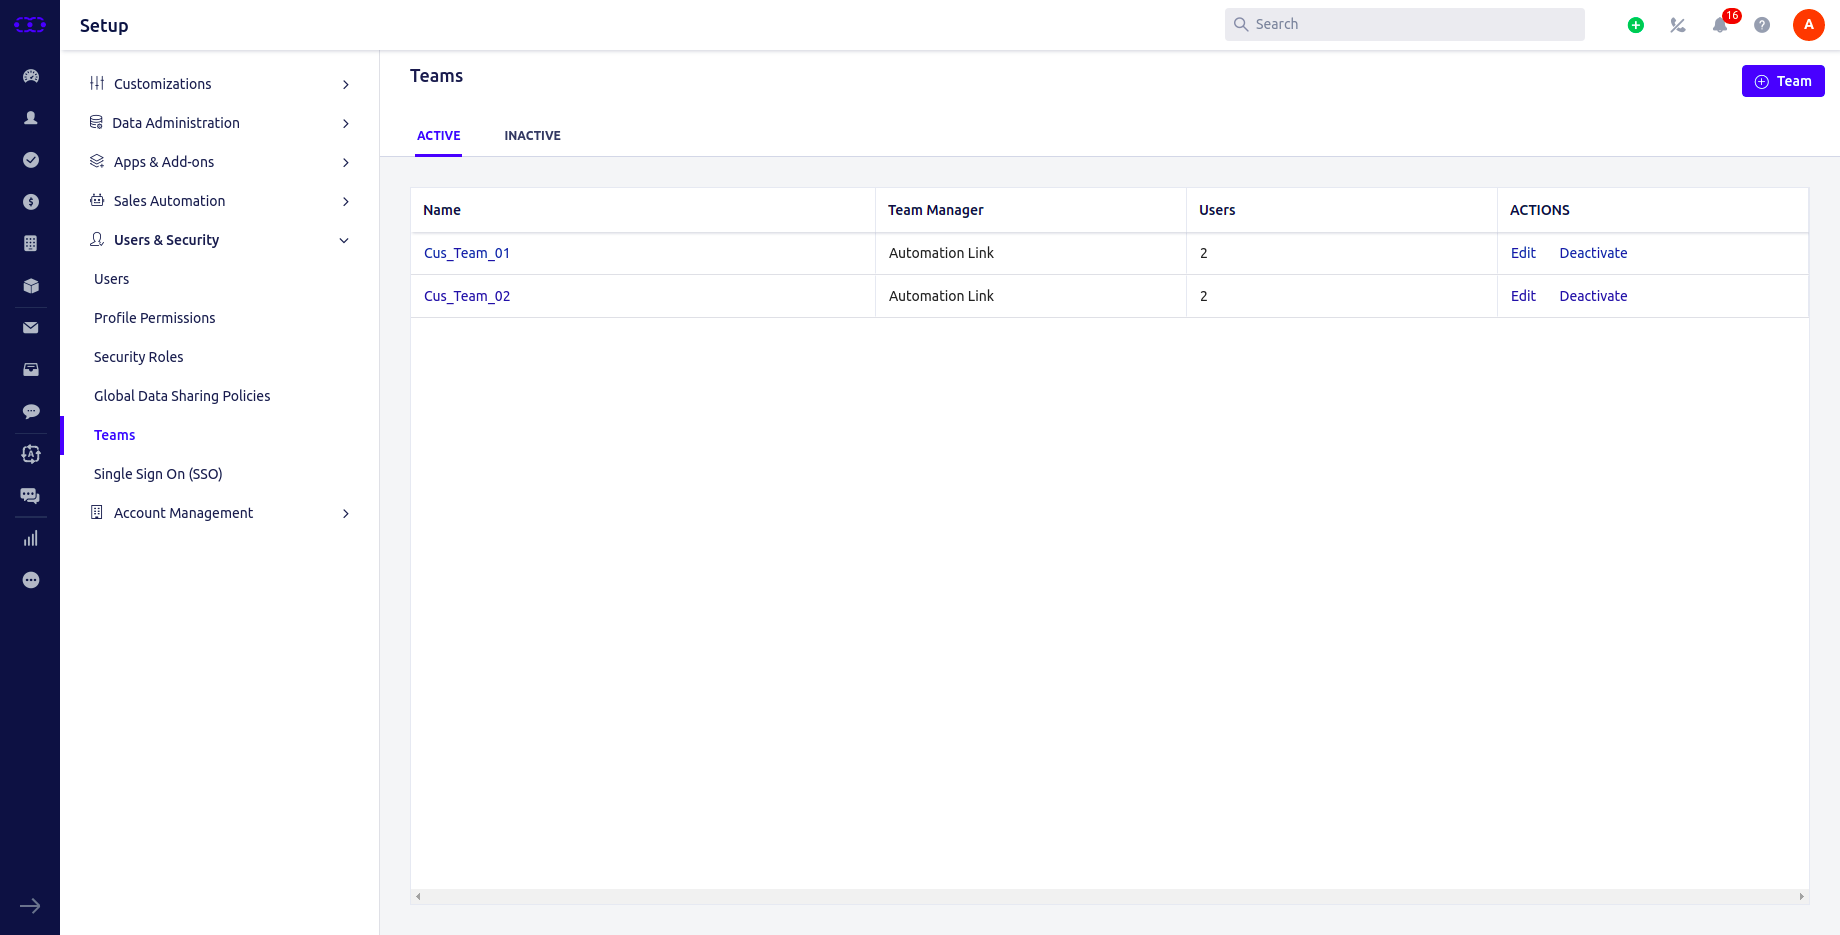 Setup
Search
16
A
Customizations
Data Administration
Apps & Add-ons
Sales Automation
Users & Security
Users
Profile Permissions
Security Roles
Global Data Sharing Policies
Teams
Single Sign On (SSO)
Account Management
Teams
Team
ACTIVE INACTIVE
Name Team Manager Users ACTIONS
Cus_Team_01 Automation Link 2 Edit Deactivate
Cus_Team_02 Automation Link 2 Edit Deactivate